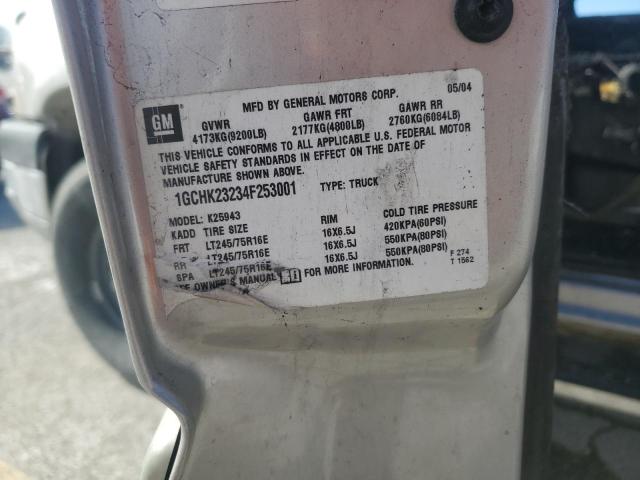 MFD BY GENERAL MOTORS CORP. 05/04
GM
GVWR GAWR FRT GAWR RR
4173KG(9200LB) 2177KG(4800LB) 2760KG(6084LB)
THIS VEHICLE CONFORMS TO ALL APPLICABLE U.S. FEDERAL MOTOR
VEHICLE SAFETY STANDARDS IN EFFECT ON THE DATE OF
MANUFACTURE SHOWN ABOVE.
1GCHK23234F253001 TYPE: TRUCK
MODEL: K25943
KADD TIRE SIZE RIM COLD TIRE PRESSURE
FRT LT245/75R16E 16X6.5J 420KPA(60PSI)
RR LT245/75R16E 16X6.5J 550KPA(80PSI)
SPA LT245/75R16E 16X6.5J 550KPA(80PSI)
OWNER'S MANUAL FOR MORE INFORMATION.
F 274
T 1562